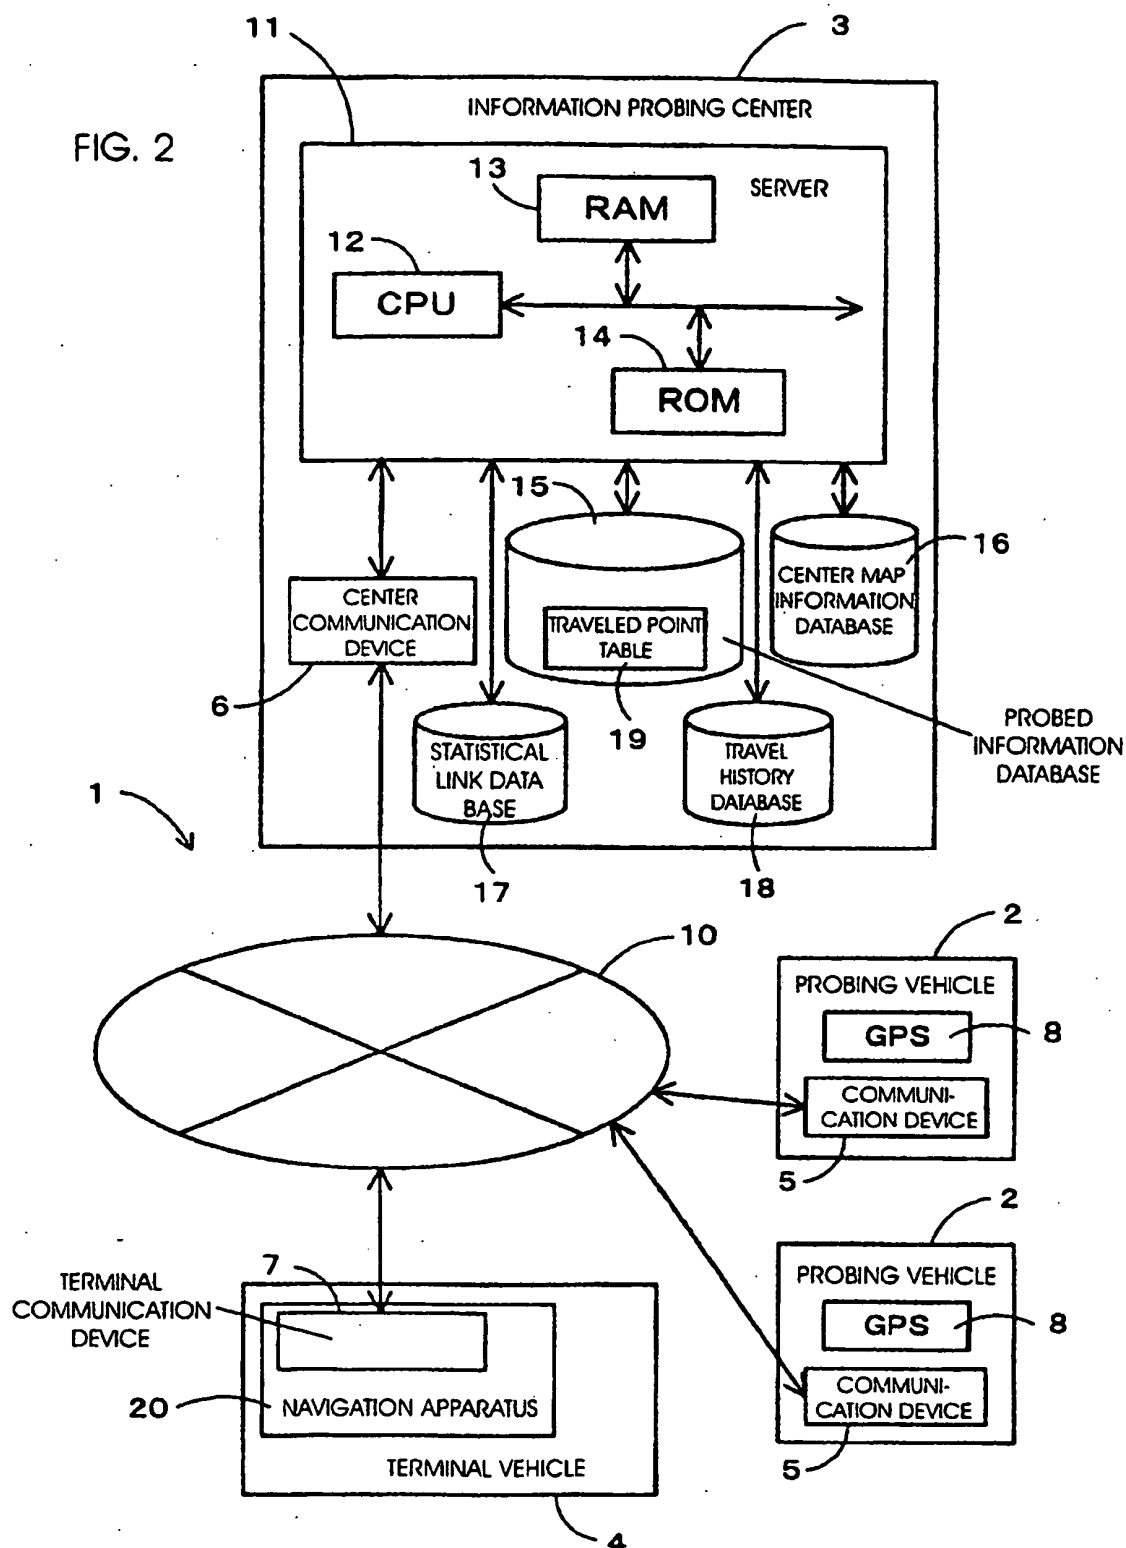 FIG. 2
11
3
INFORMATION PROBING CENTER
SERVER
13
RAM
12
CPU
14
ROM
15
16
CENTER MAP
INFORMATION
DATABASE
CENTER
COMMUNICATION
DEVICE
6
TRAVELED POINT
TABLE
19
PROBED
INFORMATION
DATABASE
STATISTICAL
LINK DATA
BASE
17
TRAVEL
HISTORY
DATABASE
18
1
10
2
PROBING VEHICLE
GPS
8
COMMUNI-
CATION DEVICE
5
2
PROBING VEHICLE
GPS
8
COMMUNI-
CATION DEVICE
5
TERMINAL
COMMUNICATION
DEVICE
7
20
NAVIGATION APPARATUS
TERMINAL VEHICLE
4